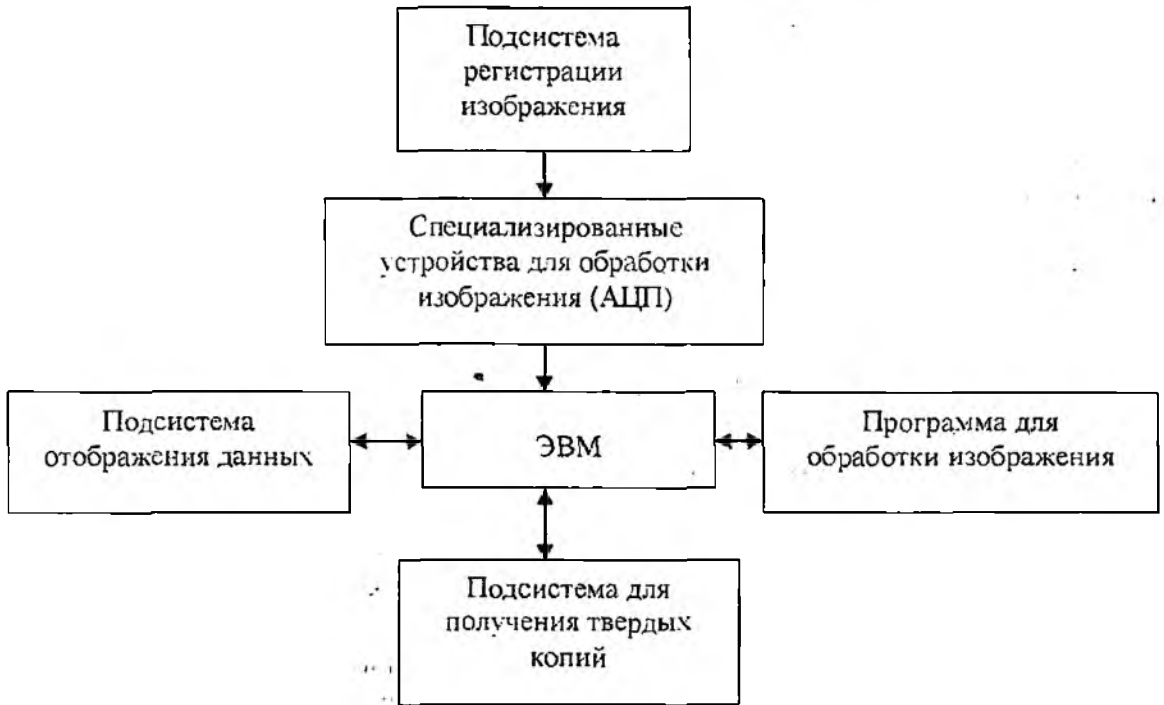 Подсистема
регистрации
изображения
Специализированные
устройства для обработки
изображения (АЦП)
Подсистема
отображения данных
ЭВМ
Программа для
обработки изображения
Подсистема для
получения твердых
копий